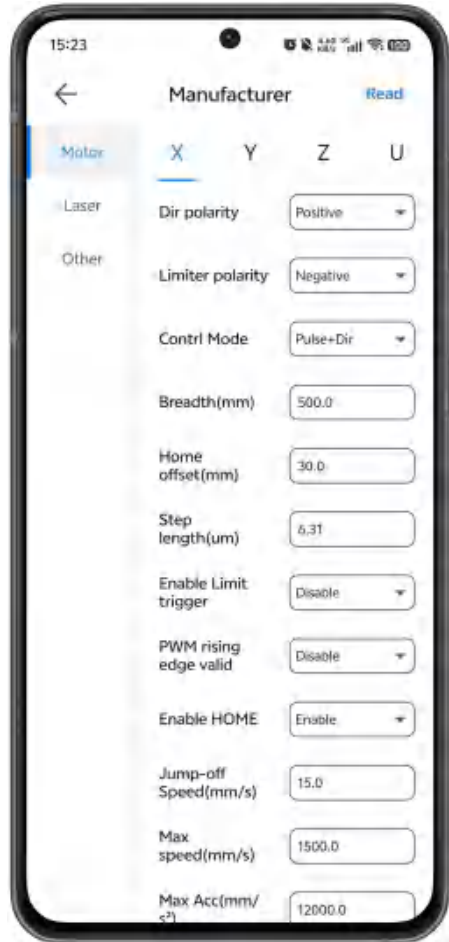 15:23
Manufacturer Read
Motor X Y Z U
Laser Dir polarity Positive
Other
Limiter polarity Negative
Contrl Mode Pulse+Dir
Breadth(mm) 500.0
Home
offset(mm) 30.0
Step
length(um) 6.31
Enable Limit
trigger Disable
PWM rising
edge valid Disable
Enable HOME Enable
Jump-off
Speed(mm/s) 15.0
Max
speed(mm/s) 1500.0
Max Acc(mm/
s²) 12000.0